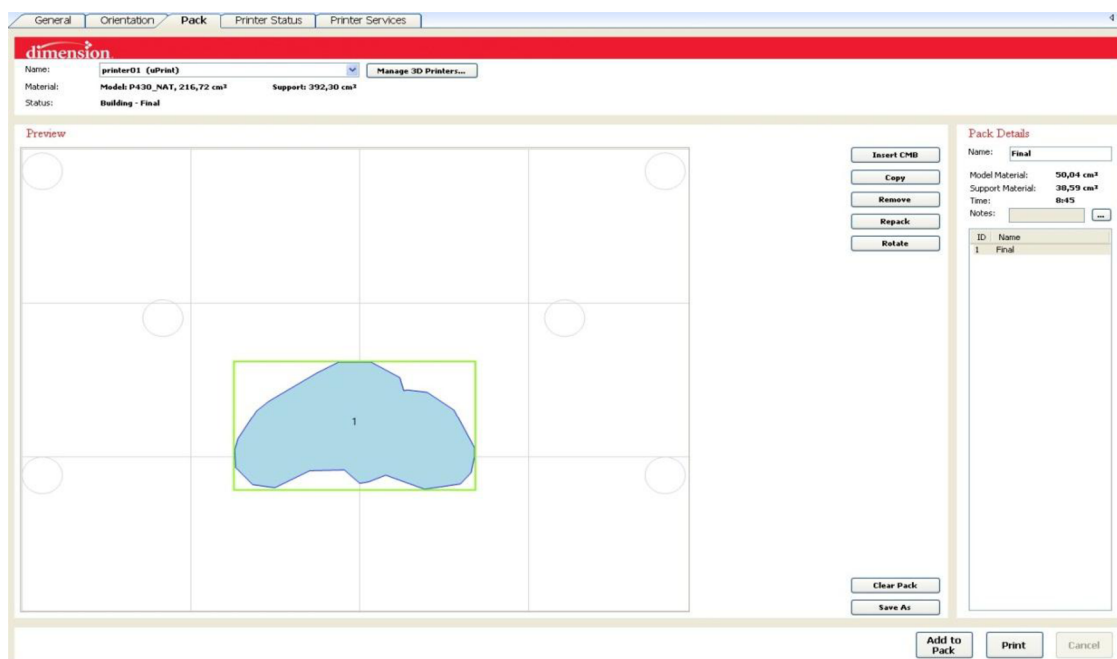 General Orientation Pack Printer Status Printer Services
dimension
Name: printer01 (uPrint) Manage 3D Printers...
Material: Model: P430_NAT, 216,72 cm³ Support: 392,30 cm³
Status: Building - Final
Preview
Insert CMB
Copy
Remove
Repack
Rotate
1
Clear Pack
Save As
Pack Details
Name: Final
Model Material: 50,04 cm³
Support Material: 38,59 cm³
Time: 8:45
Notes: ...
ID Name
1 Final
Add to
Pack
Print
Cancel